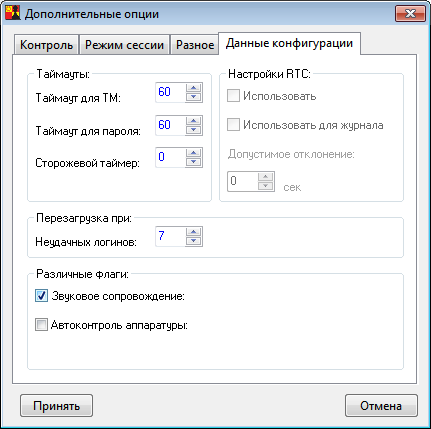 Дополнительные опции
Контроль
Режим сессии
Разное
Данные конфигурации
Таймауты:
Таймаут для ТМ:
60
Таймаут для пароля:
60
Сторожевой таймер:
0
Настройки RTC:
Использовать
Использовать для журнала
Допустимое отклонение:
0
сек
Перезагрузка при:
Неудачных логинов:
7
Различные флаги:
Звуковое сопровождение:
Автоконтроль аппаратуры:
Принять
Отмена